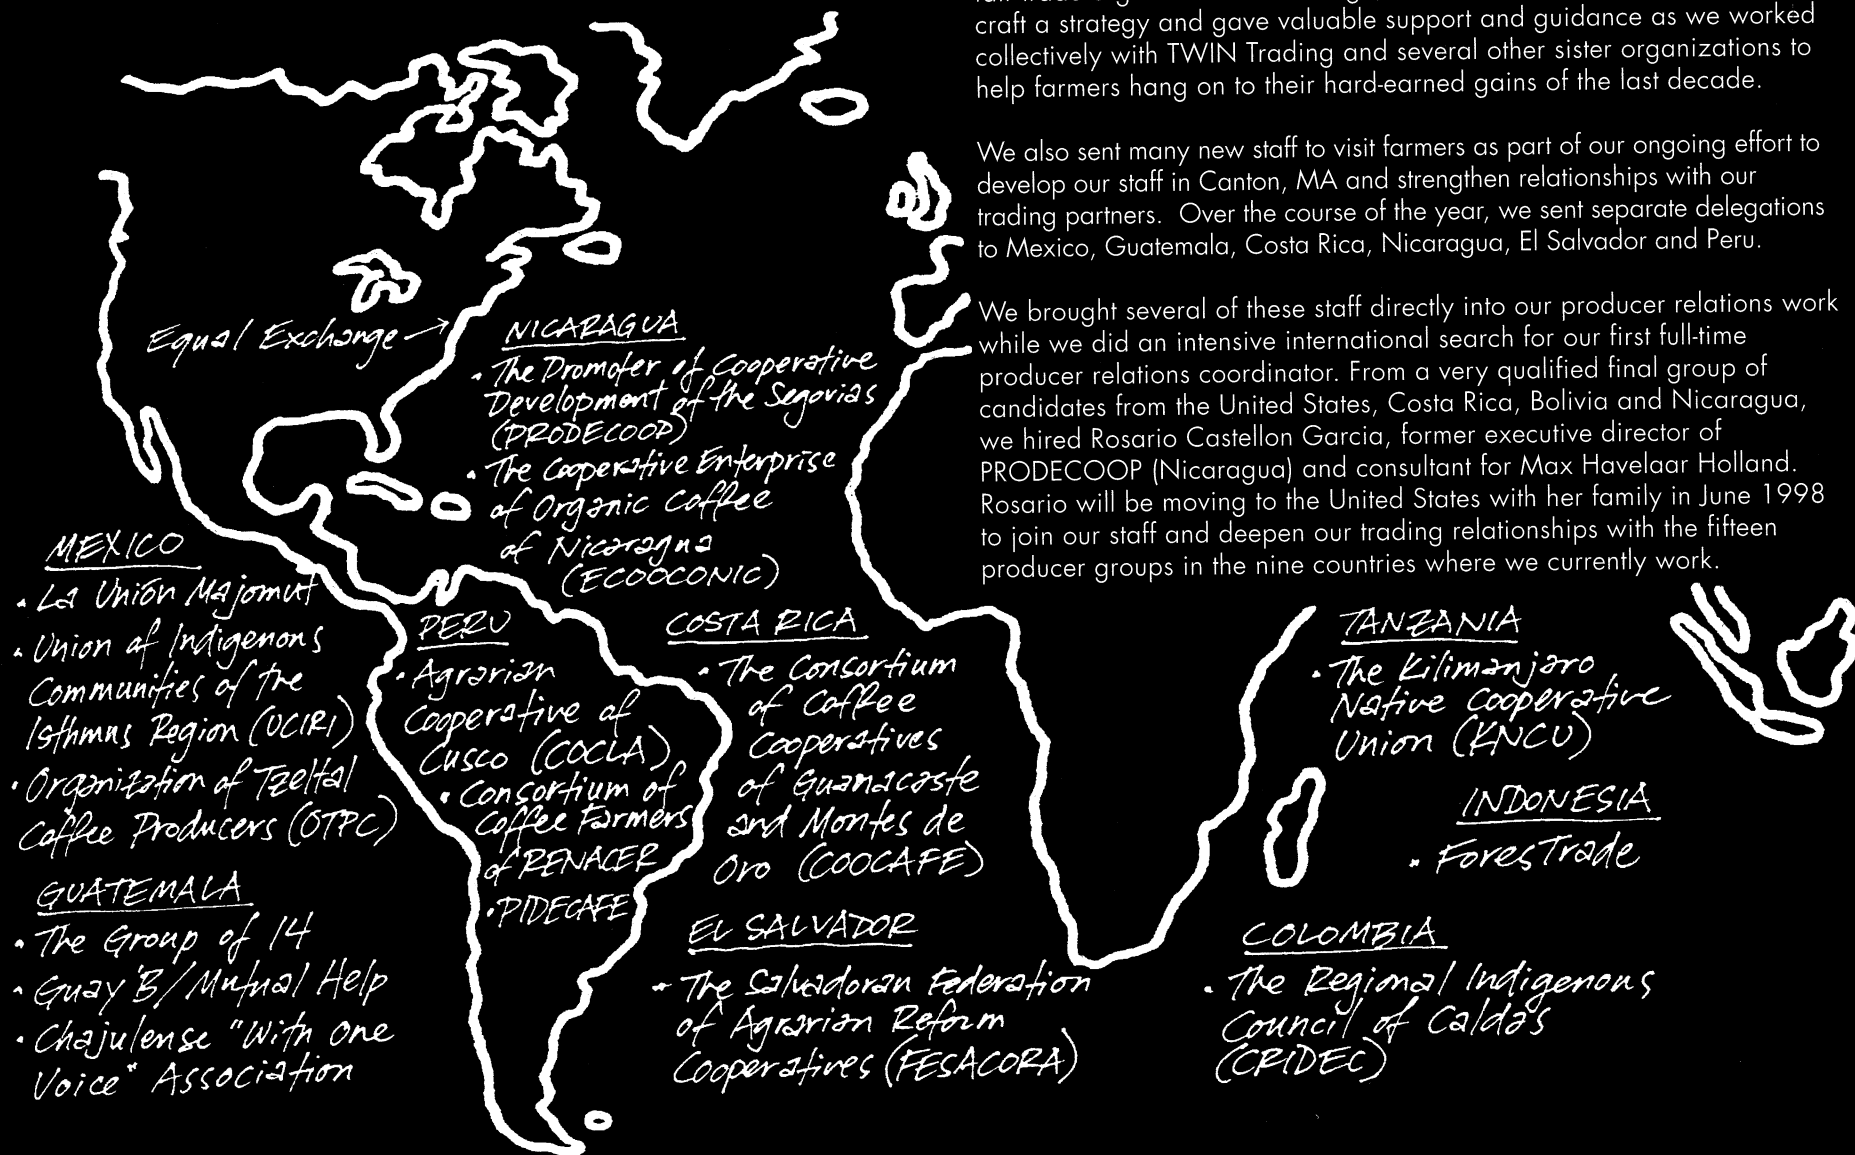 craft a strategy and gave valuable support and guidance as we worked
collectively with TWIN Trading and several other sister organizations to
help farmers hang on to their hard-earned gains of the last decade.
We also sent many new staff to visit farmers as part of our ongoing effort to
develop our staff in Canton, MA and strengthen relationships with our
trading partners.  Over the course of the year, we sent separate delegations
to Mexico, Guatemala, Costa Rica, Nicaragua, El Salvador and Peru.
We brought several of these staff directly into our producer relations work
while we did an intensive international search for our first full-time
producer relations coordinator. From a very qualified final group of
candidates from the United States, Costa Rica, Bolivia and Nicaragua,
we hired Rosario Castellon Garcia, former executive director of
PRODECOOP (Nicaragua) and consultant for Max Havelaar Holland.
Rosario will be moving to the United States with her family in June 1998
to join our staff and deepen our trading relationships with the fifteen
producer groups in the nine countries where we currently work.
Equal Exchange →
NICARAGUA
• The Promoter of Cooperative
Development of the Segovias
(PRODECOOP)
• The Cooperative Enterprise
of Organic Coffee
of Nicaragua
(ECOOCONIC)
MEXICO
• La Unión Majomut
• Union of Indigenous
Communities of the
Isthmus Region (UCIRI)
• Organization of Tzeltal
Coffee Producers (OTPC)
GUATEMALA
• The Group of 14
• Guay'B/Mutual Help
• Chajulense "With One
Voice" Association
PERU
• Agrarian
Cooperative of
Cusco (COCLA)
• Consortium of
Coffee Farmers
of RENACER
• PIDECAFE
COSTA RICA
• The Consortium
of Coffee
Cooperatives
of Guanacaste
and Montes de
Oro (COOCAFE)
EL SALVADOR
• The Salvadoran Federation
of Agrarian Reform
Cooperatives (FESACORA)
TANZANIA
• The Kilimanjaro
Native Cooperative
Union (KNCU)
INDONESIA
• ForesTrade
COLOMBIA
• The Regional Indigenous
Council of Caldas
(CRIDEC)